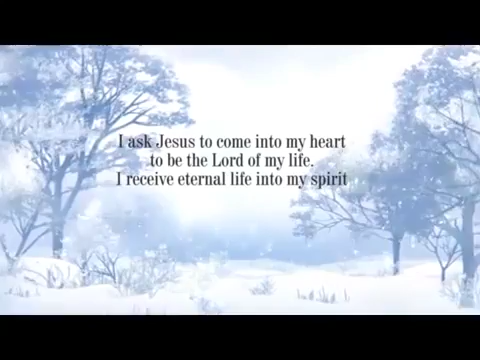 I ask Jesus to come into my heart
to be the Lord of my life.
I receive eternal life into my spirit